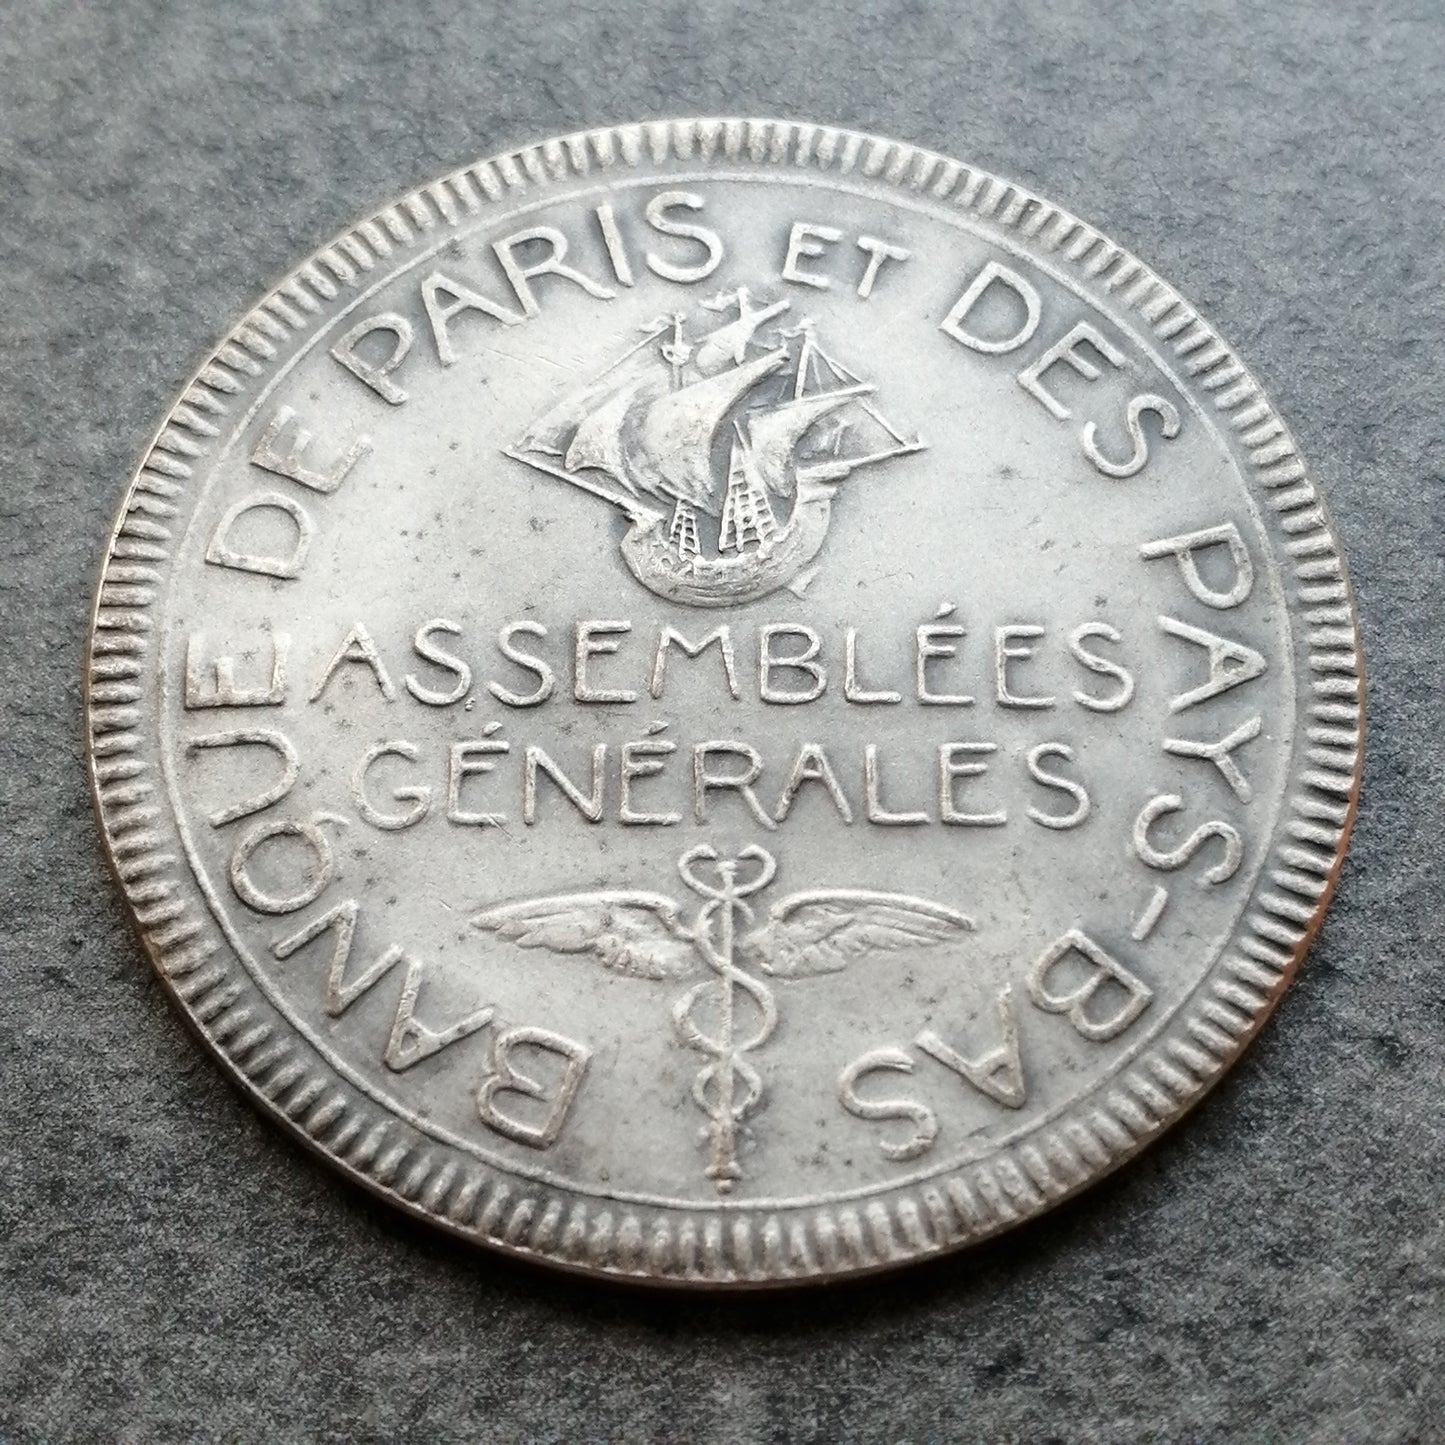 BANQUE DE PARIS ET DES PAYS-BAS
ASSEMBLÉES
GÉNÉRALES